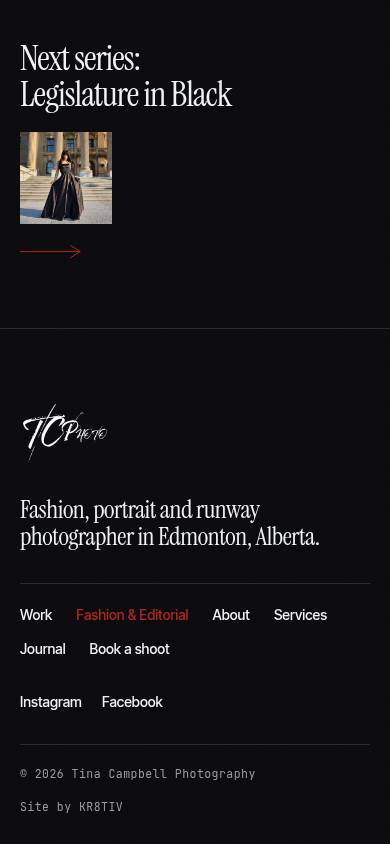 Next series:
Legislature in Black
TCPHOTO
Fashion, portrait and runway
photographer in Edmonton, Alberta.
Work Fashion & Editorial About Services
Journal Book a shoot
Instagram Facebook
© 2026 Tina Campbell Photography
Site by KR8TIV